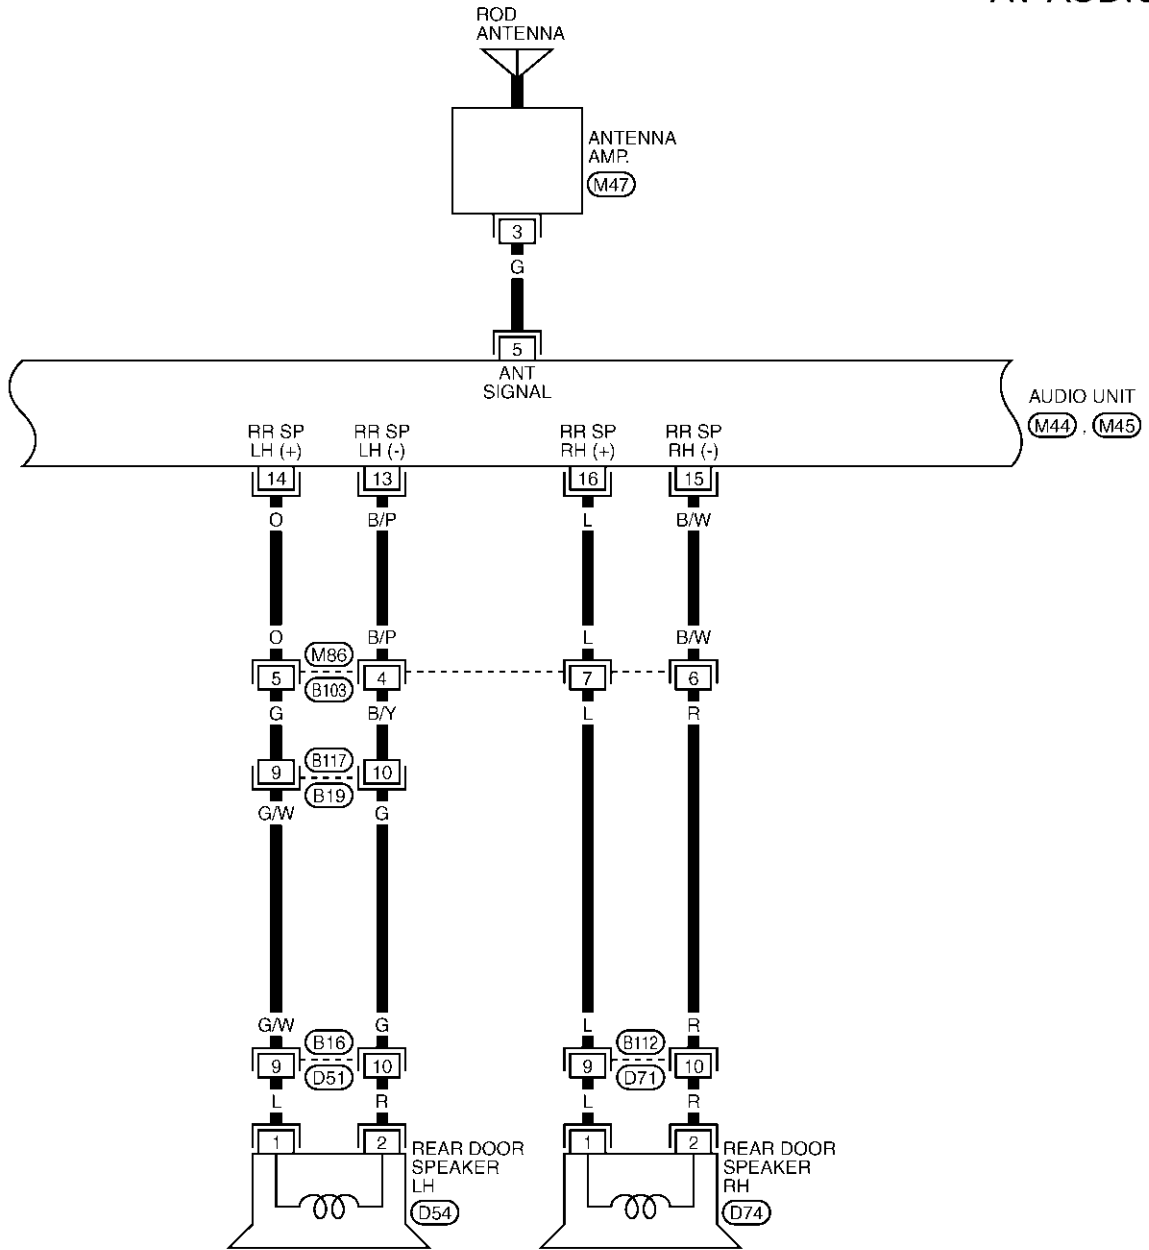 ROD
ANTENNA
ANTENNA
AMP.
M47
3
G
5
ANT
SIGNAL
AUDIO UNIT
M44 , M45
RR SP
LH (+)
RR SP
LH (-)
RR SP
RH (+)
RR SP
RH (-)
14 13 16 15
O B/P L B/W
O B/P L B/W
M86
5 4 7 6
B103
G B/Y L R
B117
9 10
B19
G/W G
G/W G L R
B16 B112
9 10 9 10
D51 D71
L R L R
1 2 1 2
REAR DOOR
SPEAKER
LH
D54
REAR DOOR
SPEAKER
RH
D74